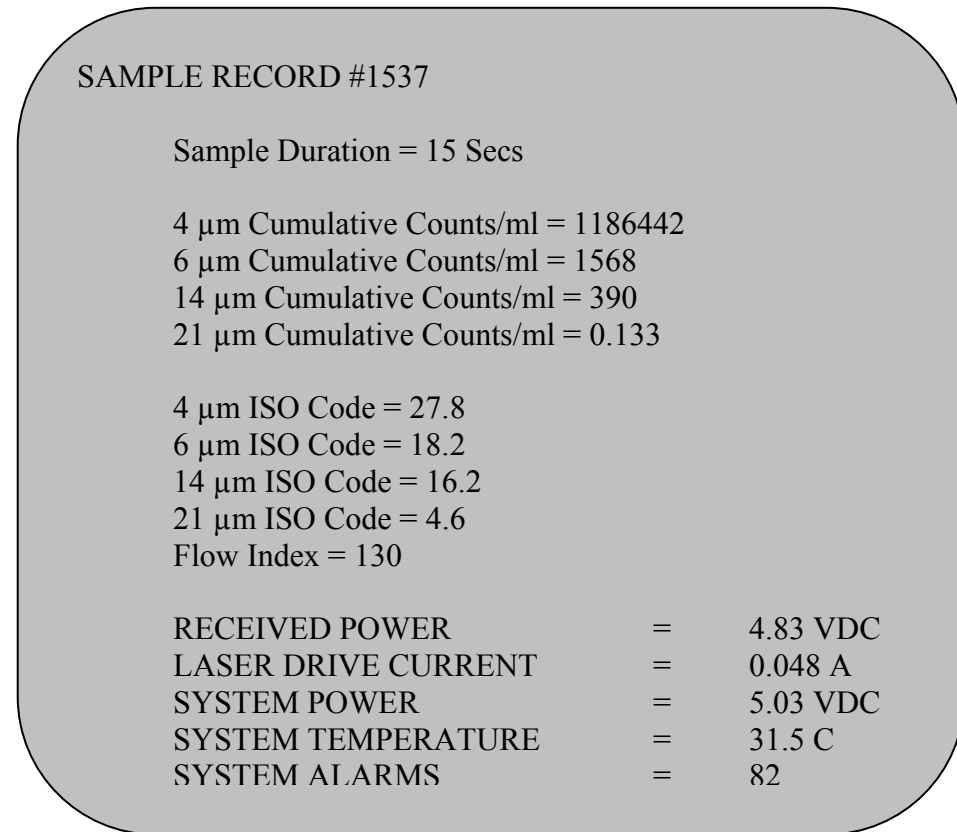 SAMPLE RECORD #1537
Sample Duration = 15 Secs
4 µm Cumulative Counts/ml = 1186442
6 µm Cumulative Counts/ml = 1568
14 µm Cumulative Counts/ml = 390
21 µm Cumulative Counts/ml = 0.133
4 µm ISO Code = 27.8
6 µm ISO Code = 18.2
14 µm ISO Code = 16.2
21 µm ISO Code = 4.6
Flow Index = 130
RECEIVED POWER = 4.83 VDC
LASER DRIVE CURRENT = 0.048 A
SYSTEM POWER = 5.03 VDC
SYSTEM TEMPERATURE = 31.5 C
SYSTEM ALARMS = 82